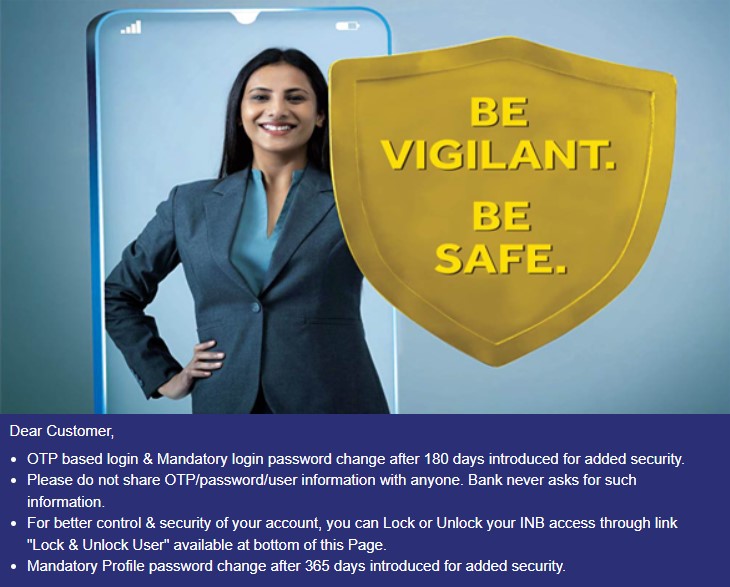 BE
VIGILANT.
BE
SAFE.
Dear Customer,
• OTP based login & Mandatory login password change after 180 days introduced for added security.
• Please do not share OTP/password/user information with anyone. Bank never asks for such
information.
• For better control & security of your account, you can Lock or Unlock your INB access through link
"Lock & Unlock User" available at bottom of this Page.
• Mandatory Profile password change after 365 days introduced for added security.